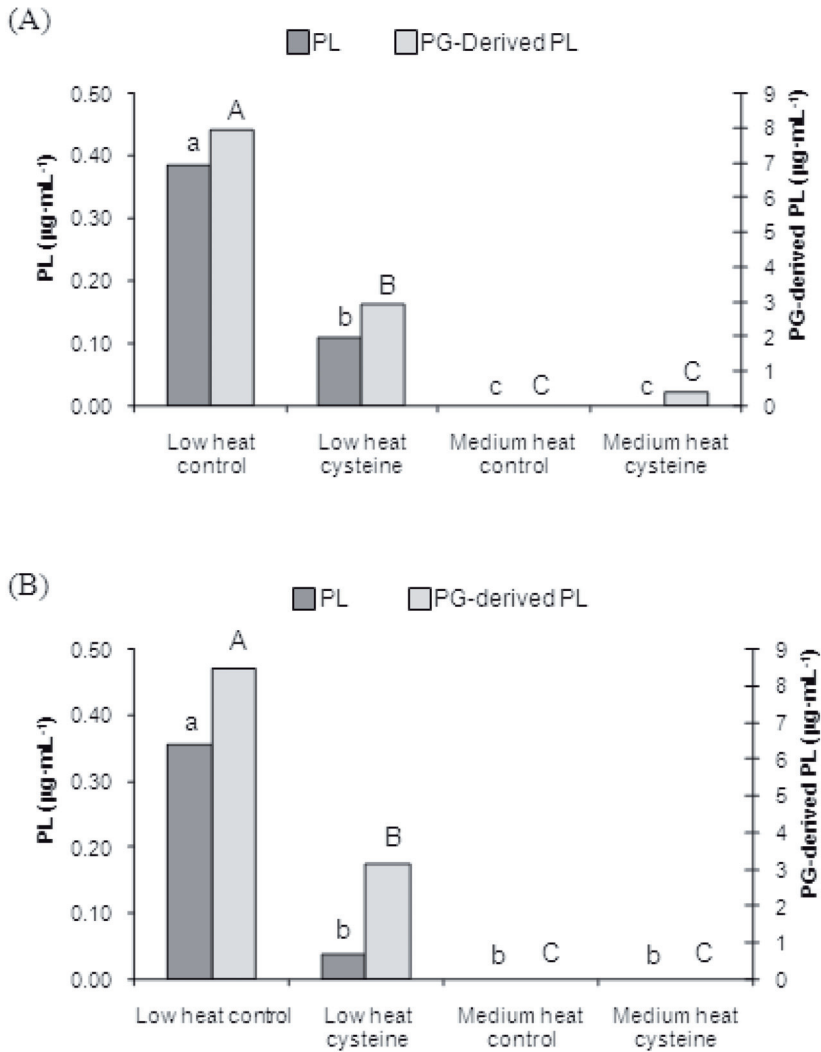 (A)
PL PG-Derived PL
PL (µg·mL⁻¹)
0.50
0.40
0.30
0.20
0.10
0.00
a A
b B
c C
c C
9
8
7
6
5
4
3
2
1
0
PG-derived PL (µg·mL⁻¹)
Low heat control
Low heat cysteine
Medium heat control
Medium heat cysteine
(B)
PL PG-derived PL
PL (µg·mL⁻¹)
0.50
0.40
0.30
0.20
0.10
0.00
a A
b B
b C
b C
9
8
7
6
5
4
3
2
1
0
PG-derived PL (µg·mL⁻¹)
Low heat control
Low heat cysteine
Medium heat control
Medium heat cysteine